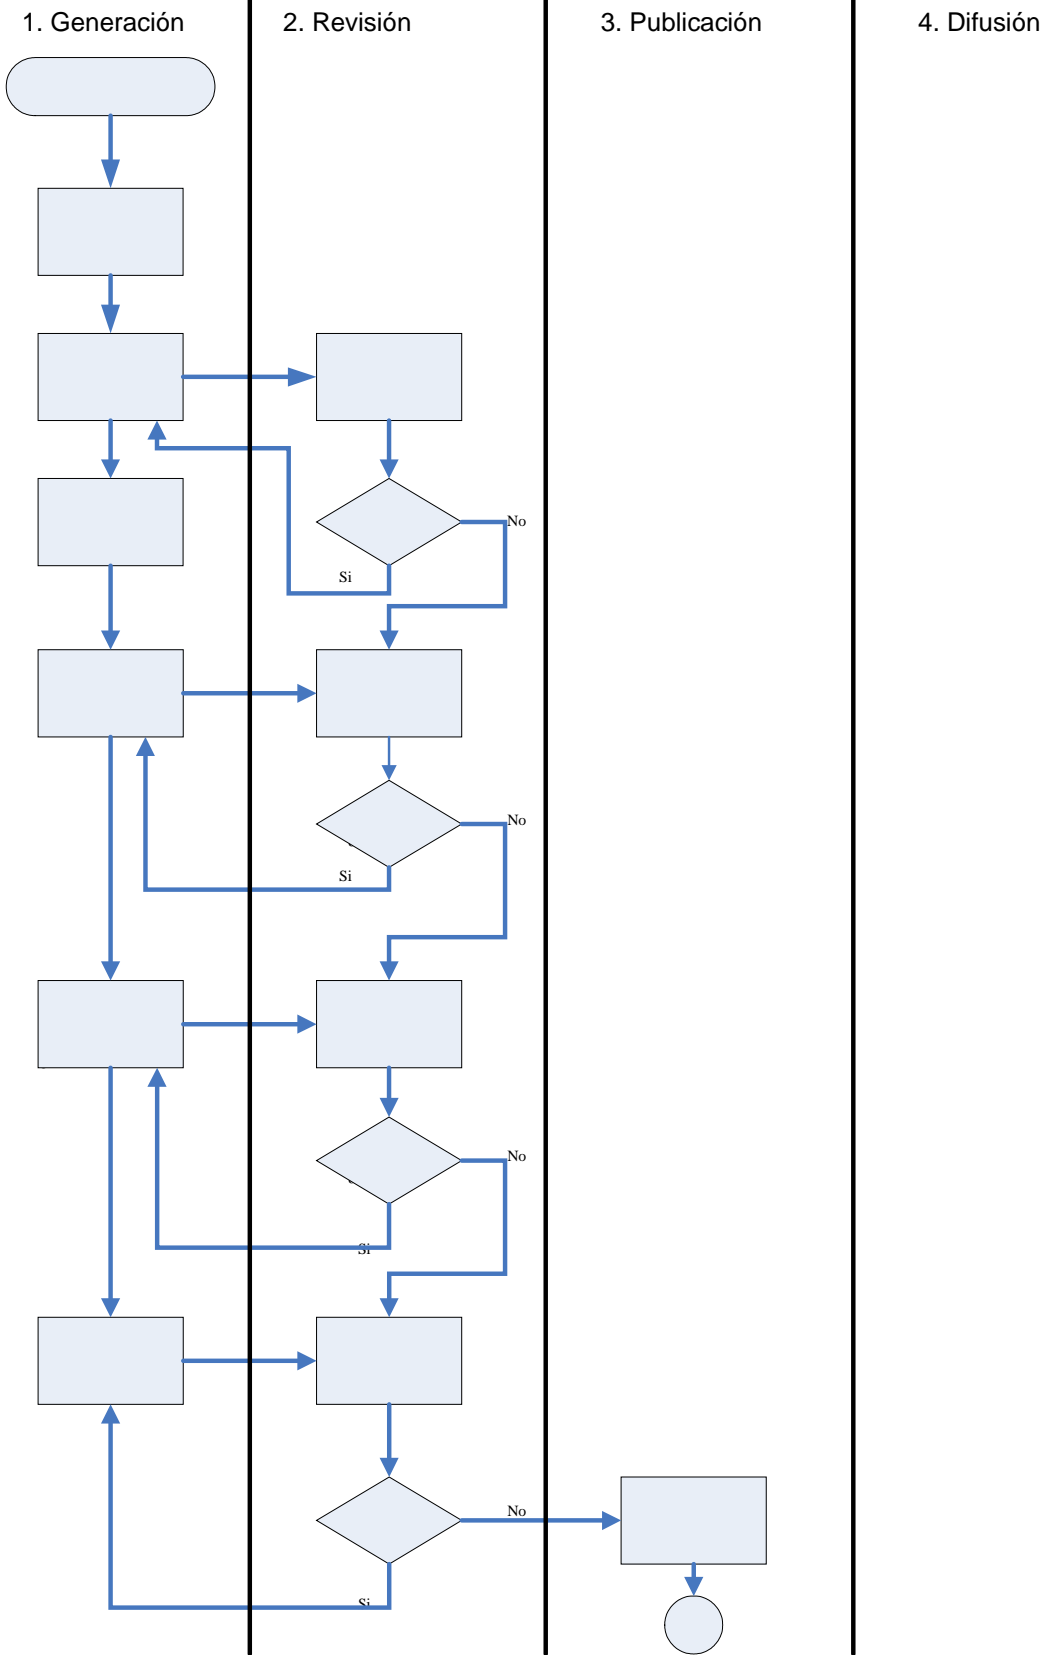 1. Generación
2. Revisión
3. Publicación
4. Difusión
No
Si
No
Si
No
Si
No
Si